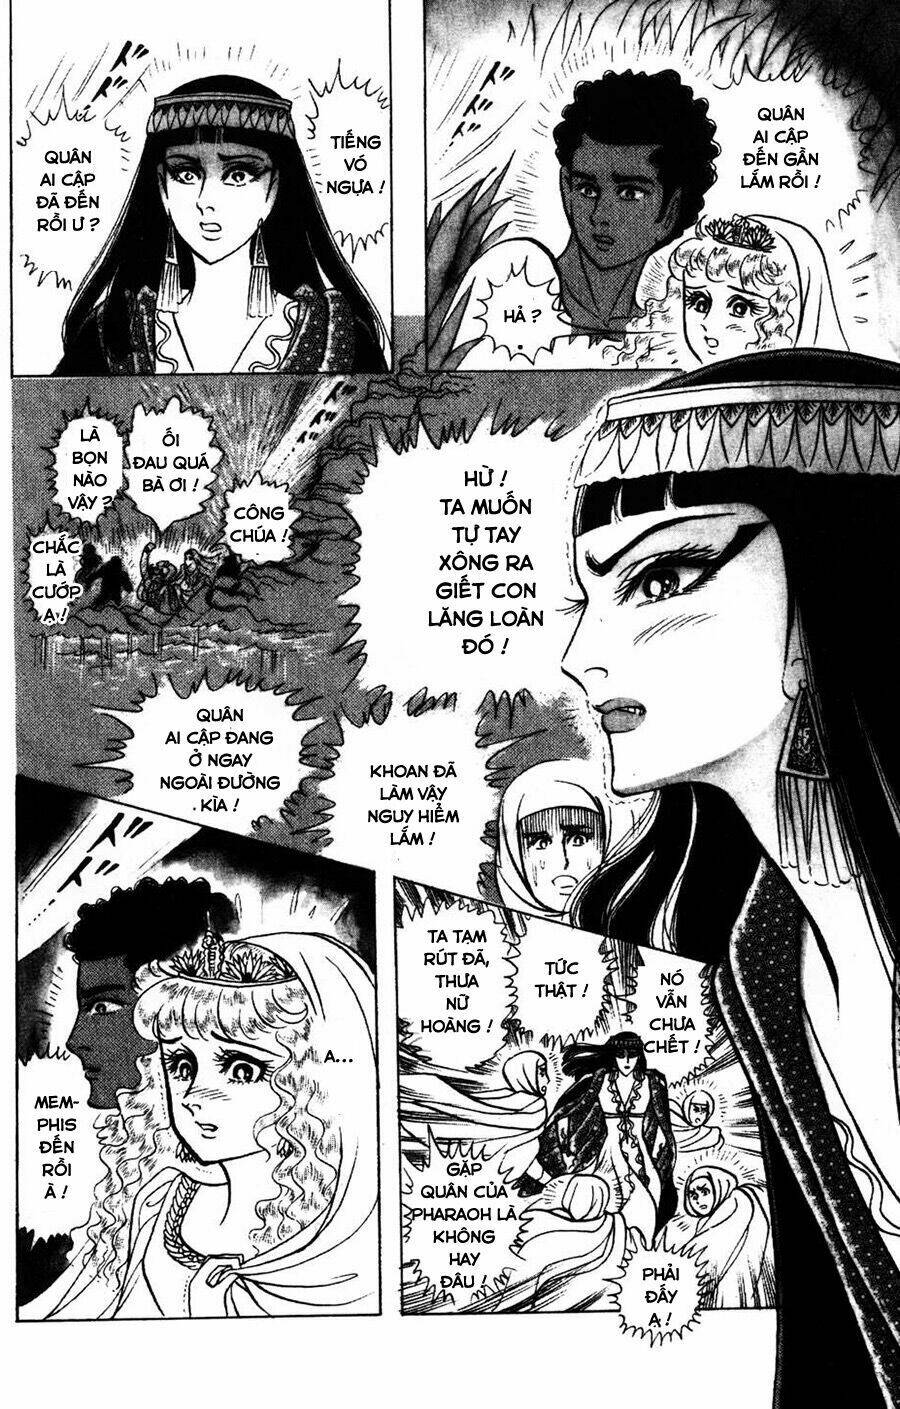 TIẾNG
VÓ
NGỰA !
QUÂN
AI CẬP
ĐÃ ĐẾN
RỒI Ư ?
QUÂN
AI CẬP
ĐẾN GẦN
LẮM RỒI !
HẢ ?
LÀ
BỌN
NÀO
VẬY ?
ỐI
ĐAU QUÁ
BÀ ƠI !
CÔNG
CHÚA !
CHẮC
LÀ
CƯỚP
Ạ !
HỪ !
TA MUỐN
TỰ TAY
XÔNG RA
GIẾT CON
LĂNG LOÀN
ĐÓ !
QUÂN
AI CẬP ĐANG
Ở NGAY
NGOÀI ĐƯỜNG
KÌA !
KHOAN ĐÃ
LÀM VẬY
NGUY HIỂM
LẮM !
A...
MEM-
PHIS
ĐẾN
RỒI
À !
TA TẠM
RÚT ĐÃ,
THƯA
NỮ
HOÀNG !
TỨC
THẬT !
NÓ
VẪN
CHƯA
CHẾT !
GẶP
QUÂN CỦA
PHARAOH LÀ
KHÔNG
HAY
ĐÂU !
PHẢI
ĐẤY
Ạ !